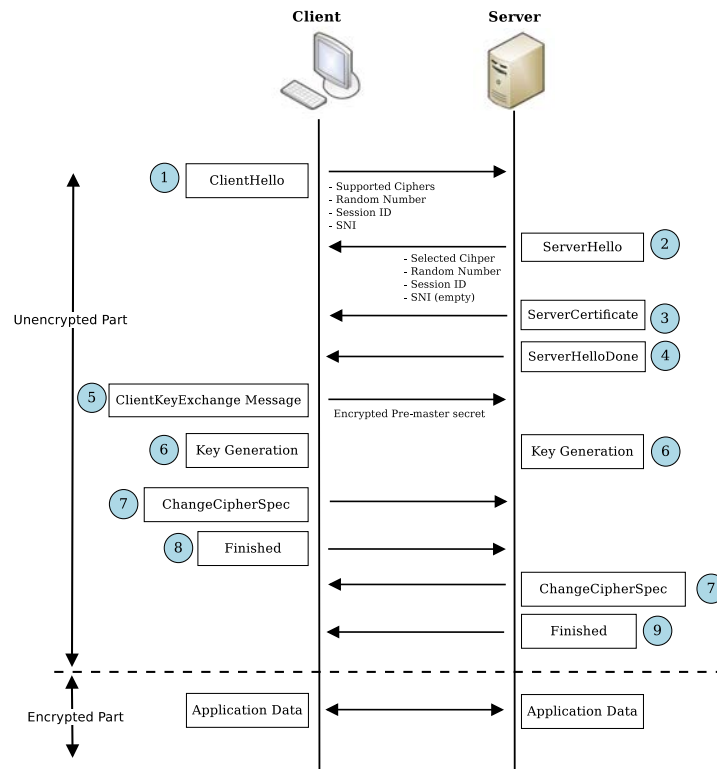 Client
Server
1
ClientHello
- Supported Ciphers
- Random Number
- Session ID
- SNI
ServerHello
2
- Selected Cihper
- Random Number
- Session ID
- SNI (empty)
Unencrypted Part
ServerCertificate
3
ServerHelloDone
4
5
ClientKeyExchange Message
Encrypted Pre-master secret
6
Key Generation
Key Generation
6
7
ChangeCipherSpec
8
Finished
ChangeCipherSpec
7
Finished
9
Encrypted Part
Application Data
Application Data